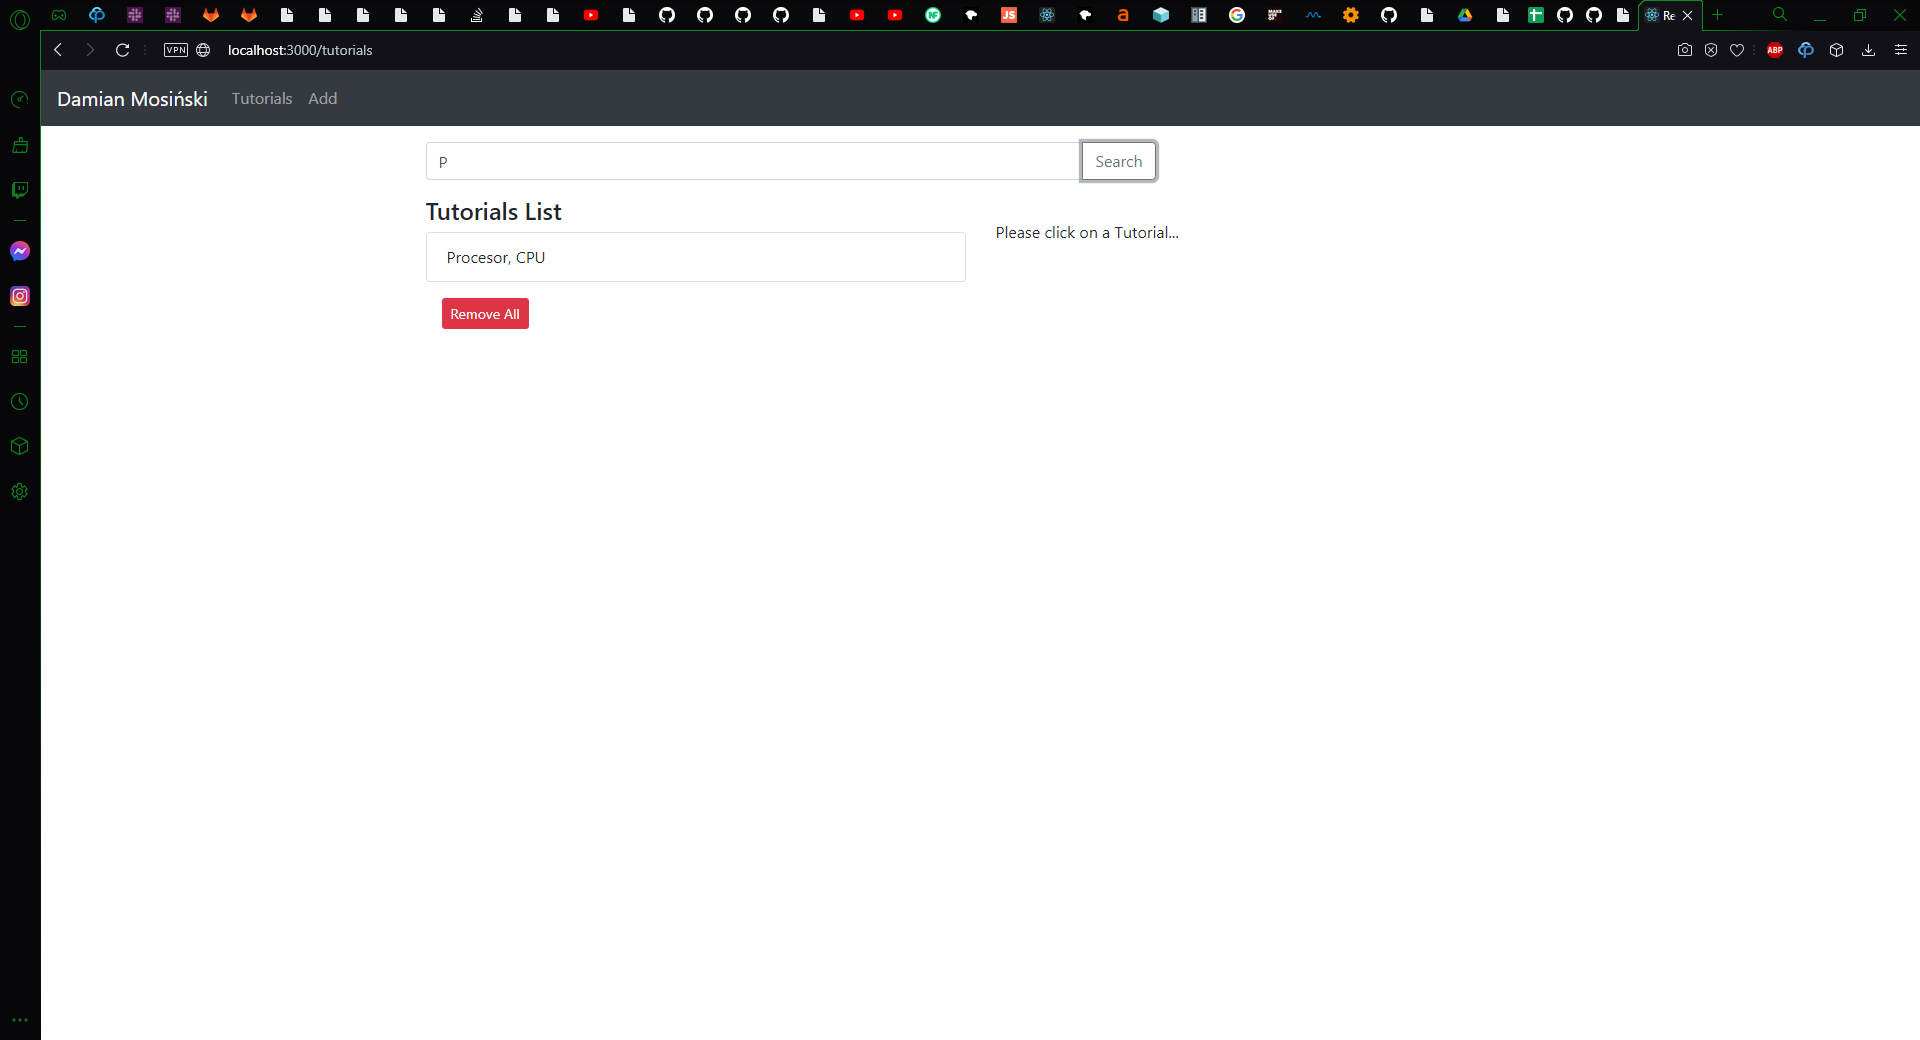 Re
VPN
localhost:3000/tutorials
ABP
Damian Mosiński
Tutorials
Add
P
Search
Tutorials List
Procesor, CPU
Please click on a Tutorial...
Remove All